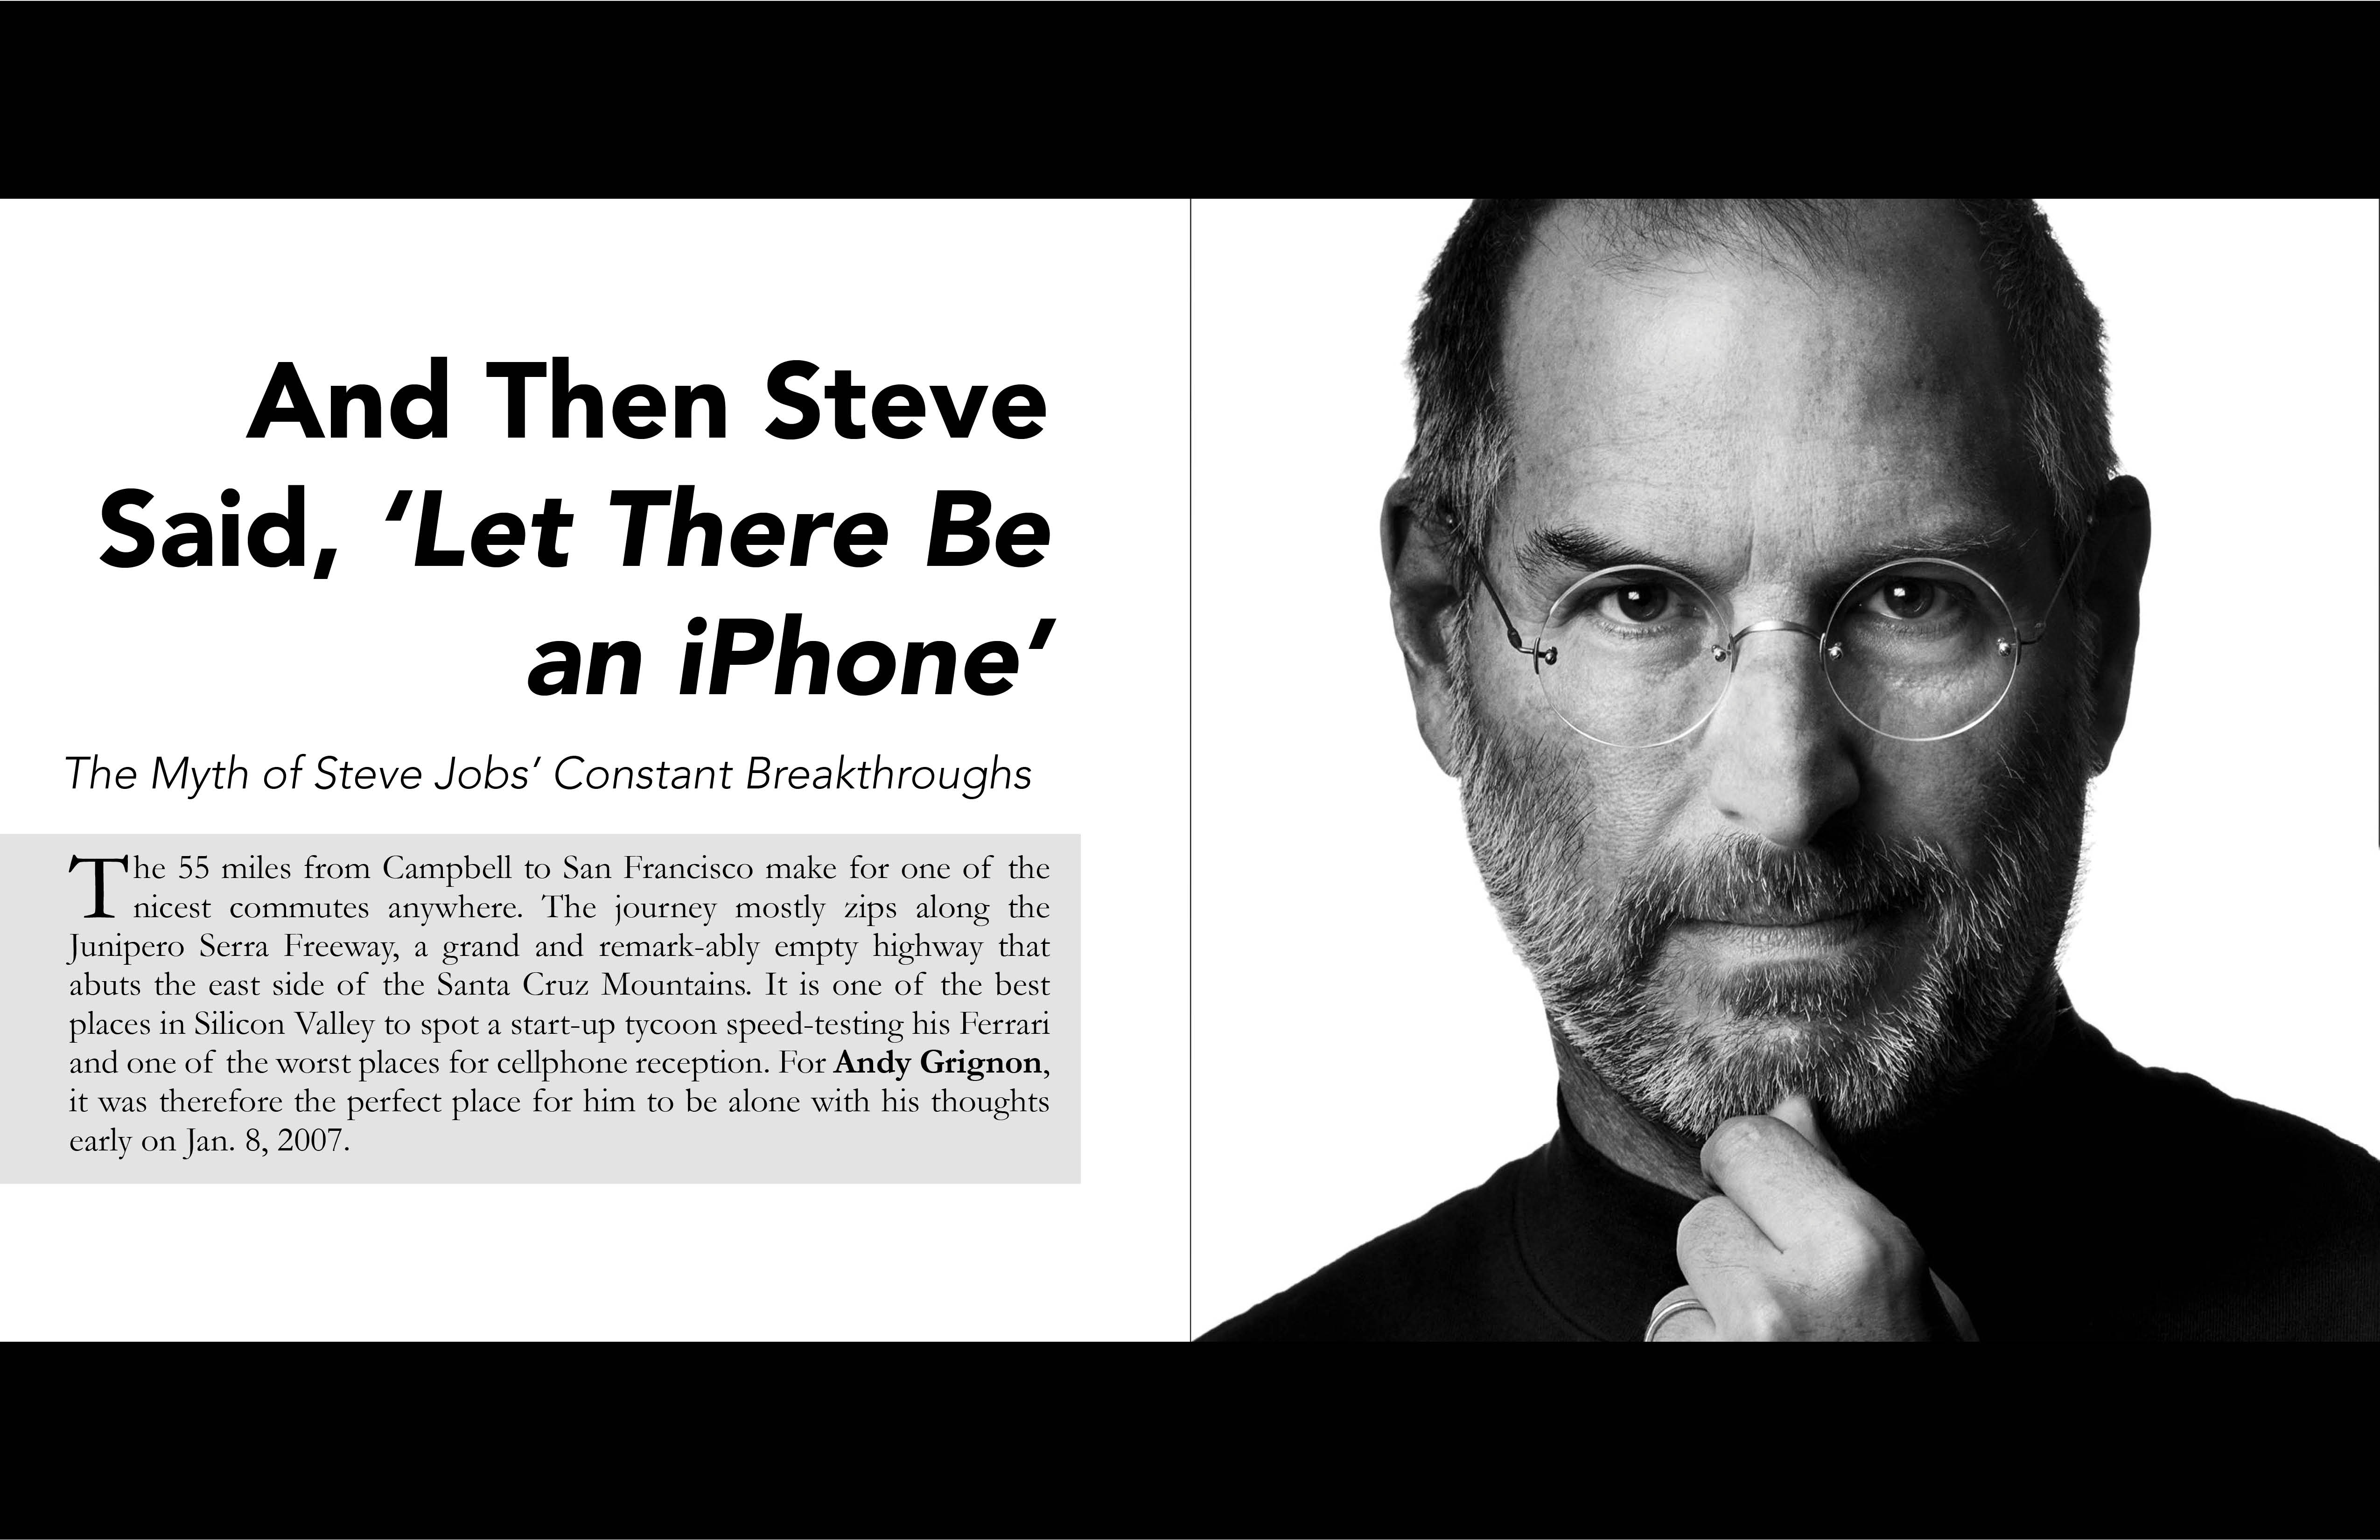 And Then Steve
Said, ‘Let There Be
an iPhone’
The Myth of Steve Jobs’ Constant Breakthroughs
The 55 miles from Campbell to San Francisco make for one of the
nicest commutes anywhere. The journey mostly zips along the
Junipero Serra Freeway, a grand and remark-ably empty highway that
abuts the east side of the Santa Cruz Mountains. It is one of the best
places in Silicon Valley to spot a start-up tycoon speed-testing his Ferrari
and one of the worst places for cellphone reception. For Andy Grignon,
it was therefore the perfect place for him to be alone with his thoughts
early on Jan. 8, 2007.